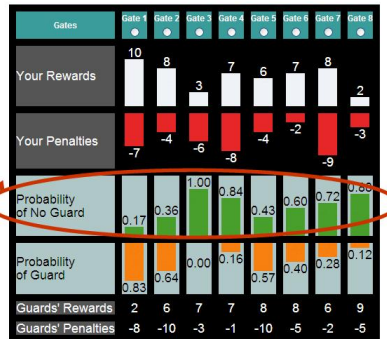 Gates Gate 1 Gate 2 Gate 3 Gate 4 Gate 5 Gate 6 Gate 7 Gate 8
10 8 3 7 6 7 8 2
Your Rewards
Your Penalties
-7 -4 -6 -8 -4 -2 -9 -3
Probability
of No Guard
0.17 0.36 1.00 0.84 0.43 0.60 0.72 0.88
Probability
of Guard
0.83 0.64 0.00 0.16 0.57 0.40 0.28 0.12
Guards' Rewards 2 6 7 7 8 8 6 9
Guards' Penalties -8 -10 -3 -1 -10 -5 -2 -5